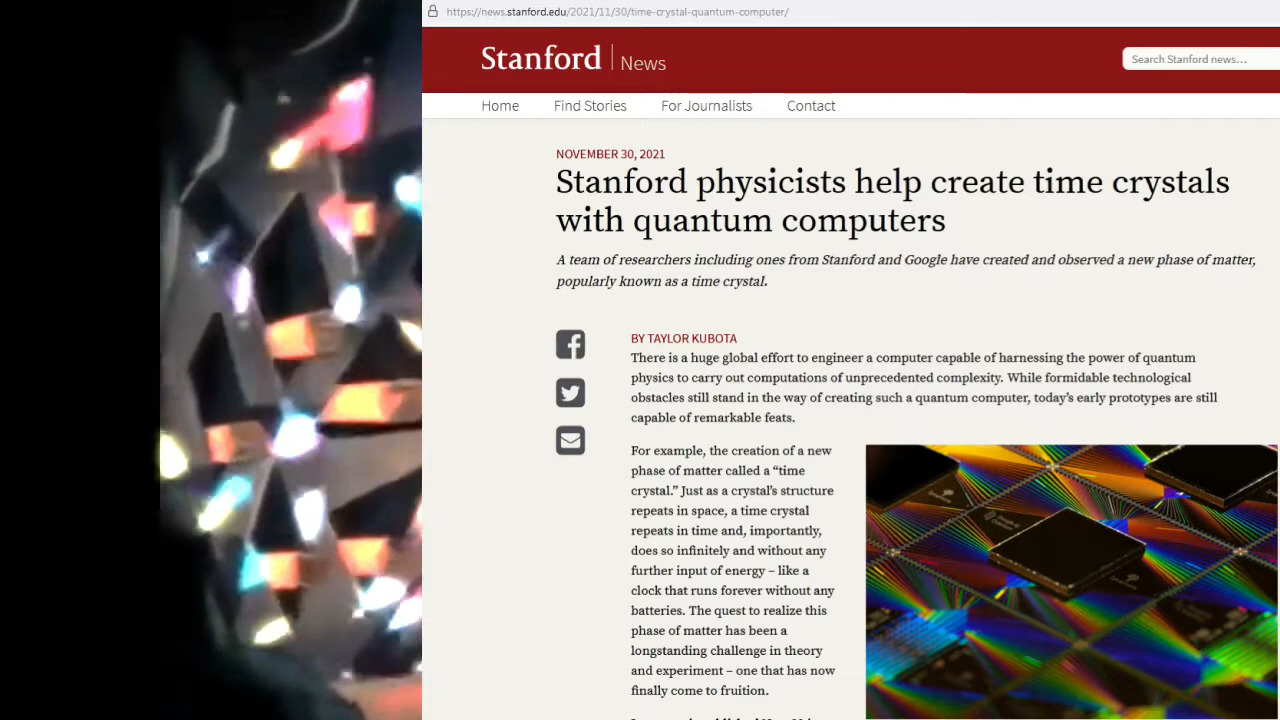 https://news.stanford.edu/2021/11/30/time-crystal-quantum-computer/
Stanford | News
Search Stanford news...
Home Find Stories For Journalists Contact
NOVEMBER 30, 2021
Stanford physicists help create time crystals
with quantum computers
A team of researchers including ones from Stanford and Google have created and observed a new phase of matter,
popularly known as a time crystal.
BY TAYLOR KUBOTA
There is a huge global effort to engineer a computer capable of harnessing the power of quantum
physics to carry out computations of unprecedented complexity. While formidable technological
obstacles still stand in the way of creating such a quantum computer, today’s early prototypes are still
capable of remarkable feats.
For example, the creation of a new
phase of matter called a “time
crystal.” Just as a crystal’s structure
repeats in space, a time crystal
repeats in time and, importantly,
does so infinitely and without any
further input of energy – like a
clock that runs forever without any
batteries. The quest to realize this
phase of matter has been a
longstanding challenge in theory
and experiment – one that has now
finally come to fruition.